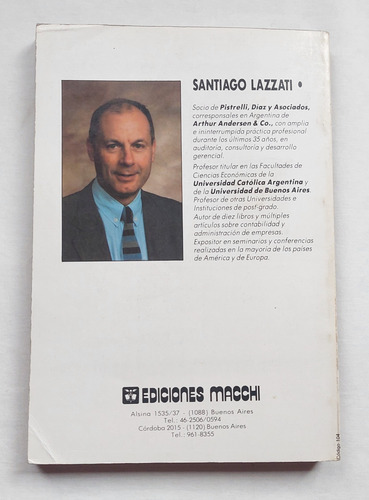 SANTIAGO LAZZATI •
Socio de Pistrelli, Díaz y Asociados,
corresponsales en Argentina de
Arthur Andersen & Co., con amplia
e ininterrumpida práctica profesional
durante los últimos 35 años, en
auditoría, consultoría y desarrollo
gerencial.
Profesor titular en las Facultades de
Ciencias Económicas de la
Universidad Católica Argentina y
de la Universidad de Buenos Aires.
Profesor de otras Universidades e
Instituciones de post-grado.
Autor de diez libros y múltiples
artículos sobre contabilidad y
administración de empresas.
Expositor en seminarios y conferencias
realizadas en la mayoría de los países
de América y de Europa.
EDICIONES MACCHI
Alsina 1535/37 - (1088) Buenos Aires
Tel.: 46-2506/0594
Córdoba 2015 - (1120) Buenos Aires
Tel.: 961-8355
Código 104